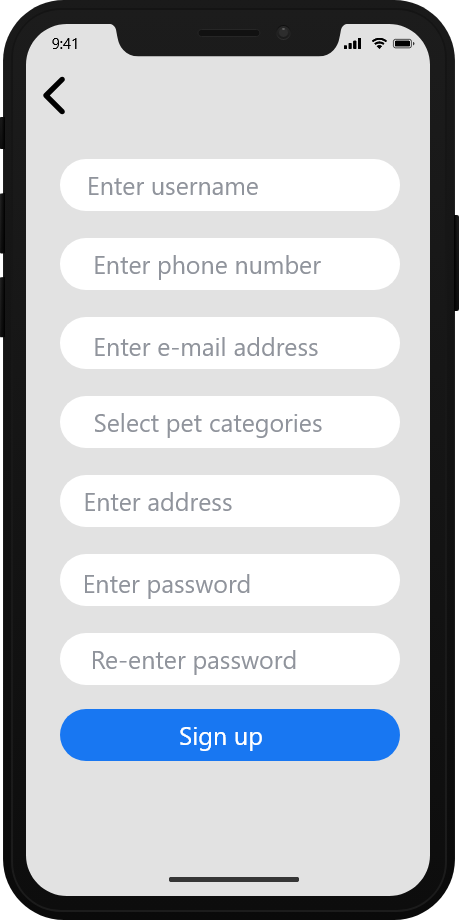 9:41
Enter username
Enter phone number
Enter e-mail address
Select pet categories
Enter address
Enter password
Re-enter password
Sign up